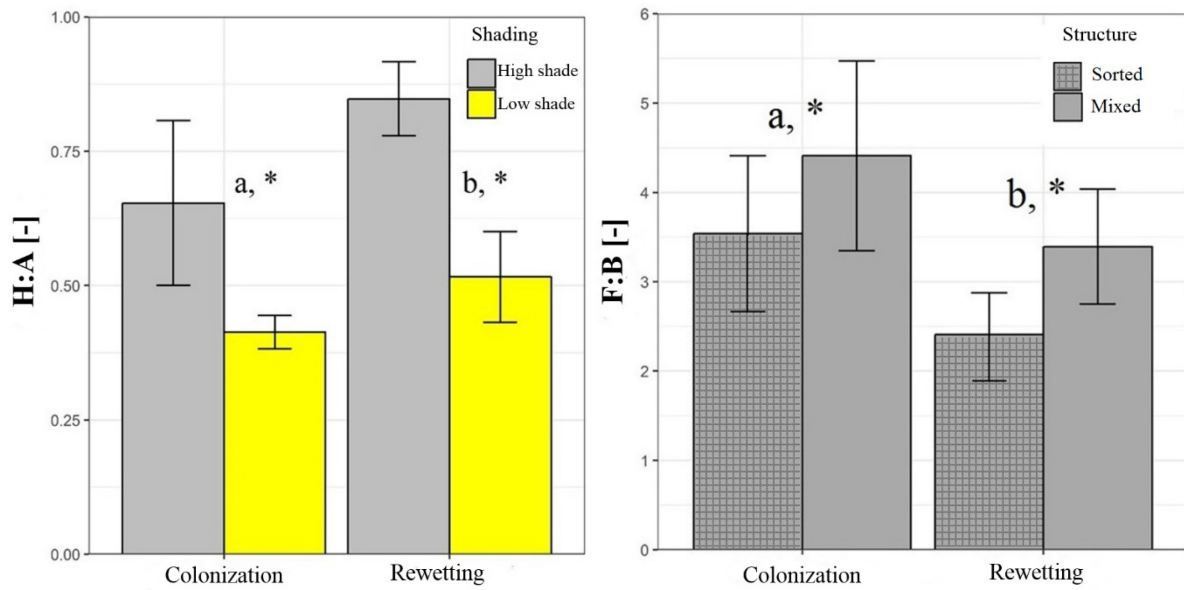 H:A [-]
1.00
0.75
0.50
0.25
0.00
Shading
High shade
Low shade
a, *
b, *
Colonization
Rewetting
F:B [-]
6
5
4
3
2
1
0
Structure
Sorted
Mixed
a, *
b, *
Colonization
Rewetting